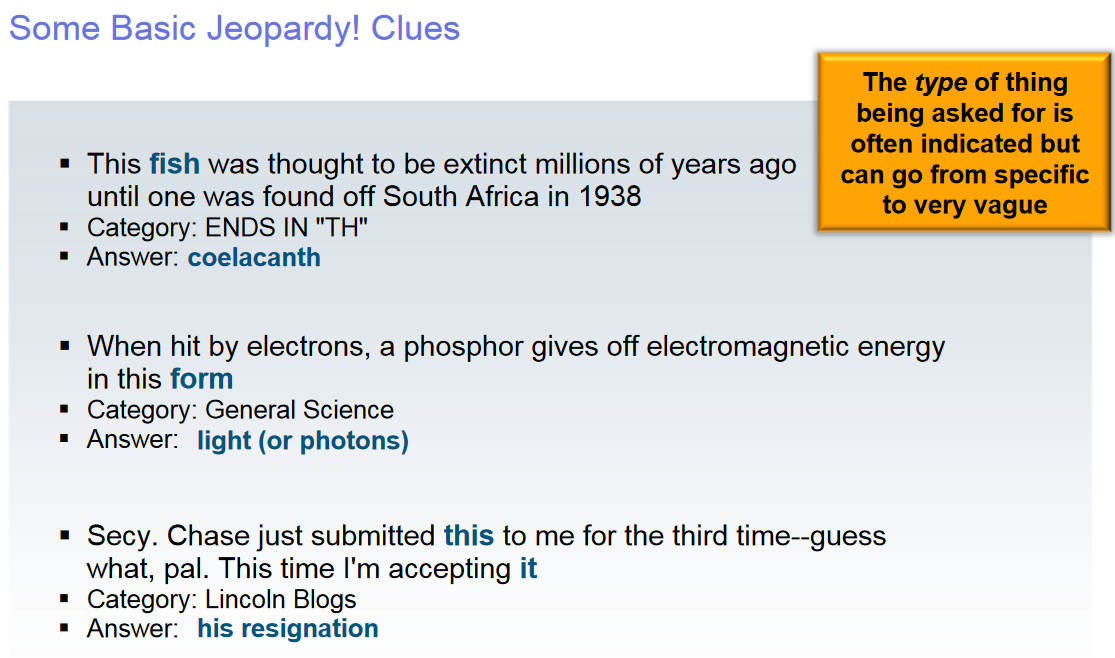 Some Basic Jeopardy! Clues
The type of thing
being asked for is
often indicated but
can go from specific
to very vague
▪ This fish was thought to be extinct millions of years ago
until one was found off South Africa in 1938
▪ Category: ENDS IN "TH"
▪ Answer: coelacanth
▪ When hit by electrons, a phosphor gives off electromagnetic energy
in this form
▪ Category: General Science
▪ Answer: light (or photons)
▪ Secy. Chase just submitted this to me for the third time--guess
what, pal. This time I'm accepting it
▪ Category: Lincoln Blogs
▪ Answer: his resignation